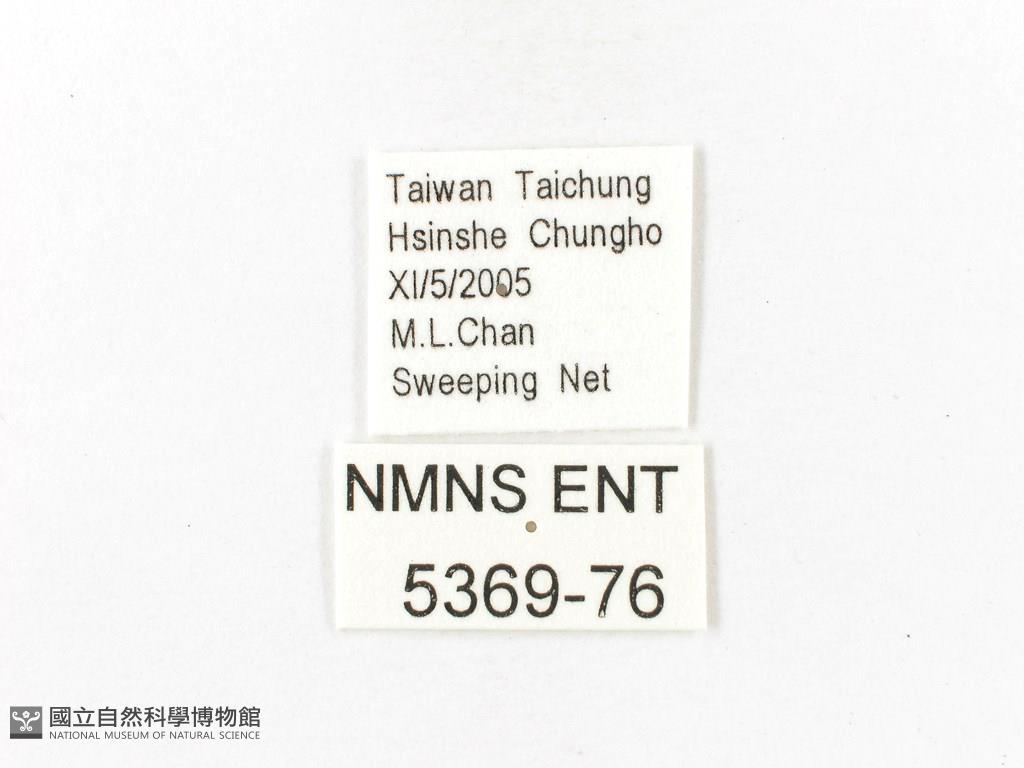 Taiwan Taichung
Hsinshe Chungho
XI/5/2005
M.L.Chan
Sweeping Net
NMNS ENT
5369-76
國立自然科學博物館
NATIONAL MUSEUM OF NATURAL SCIENCE